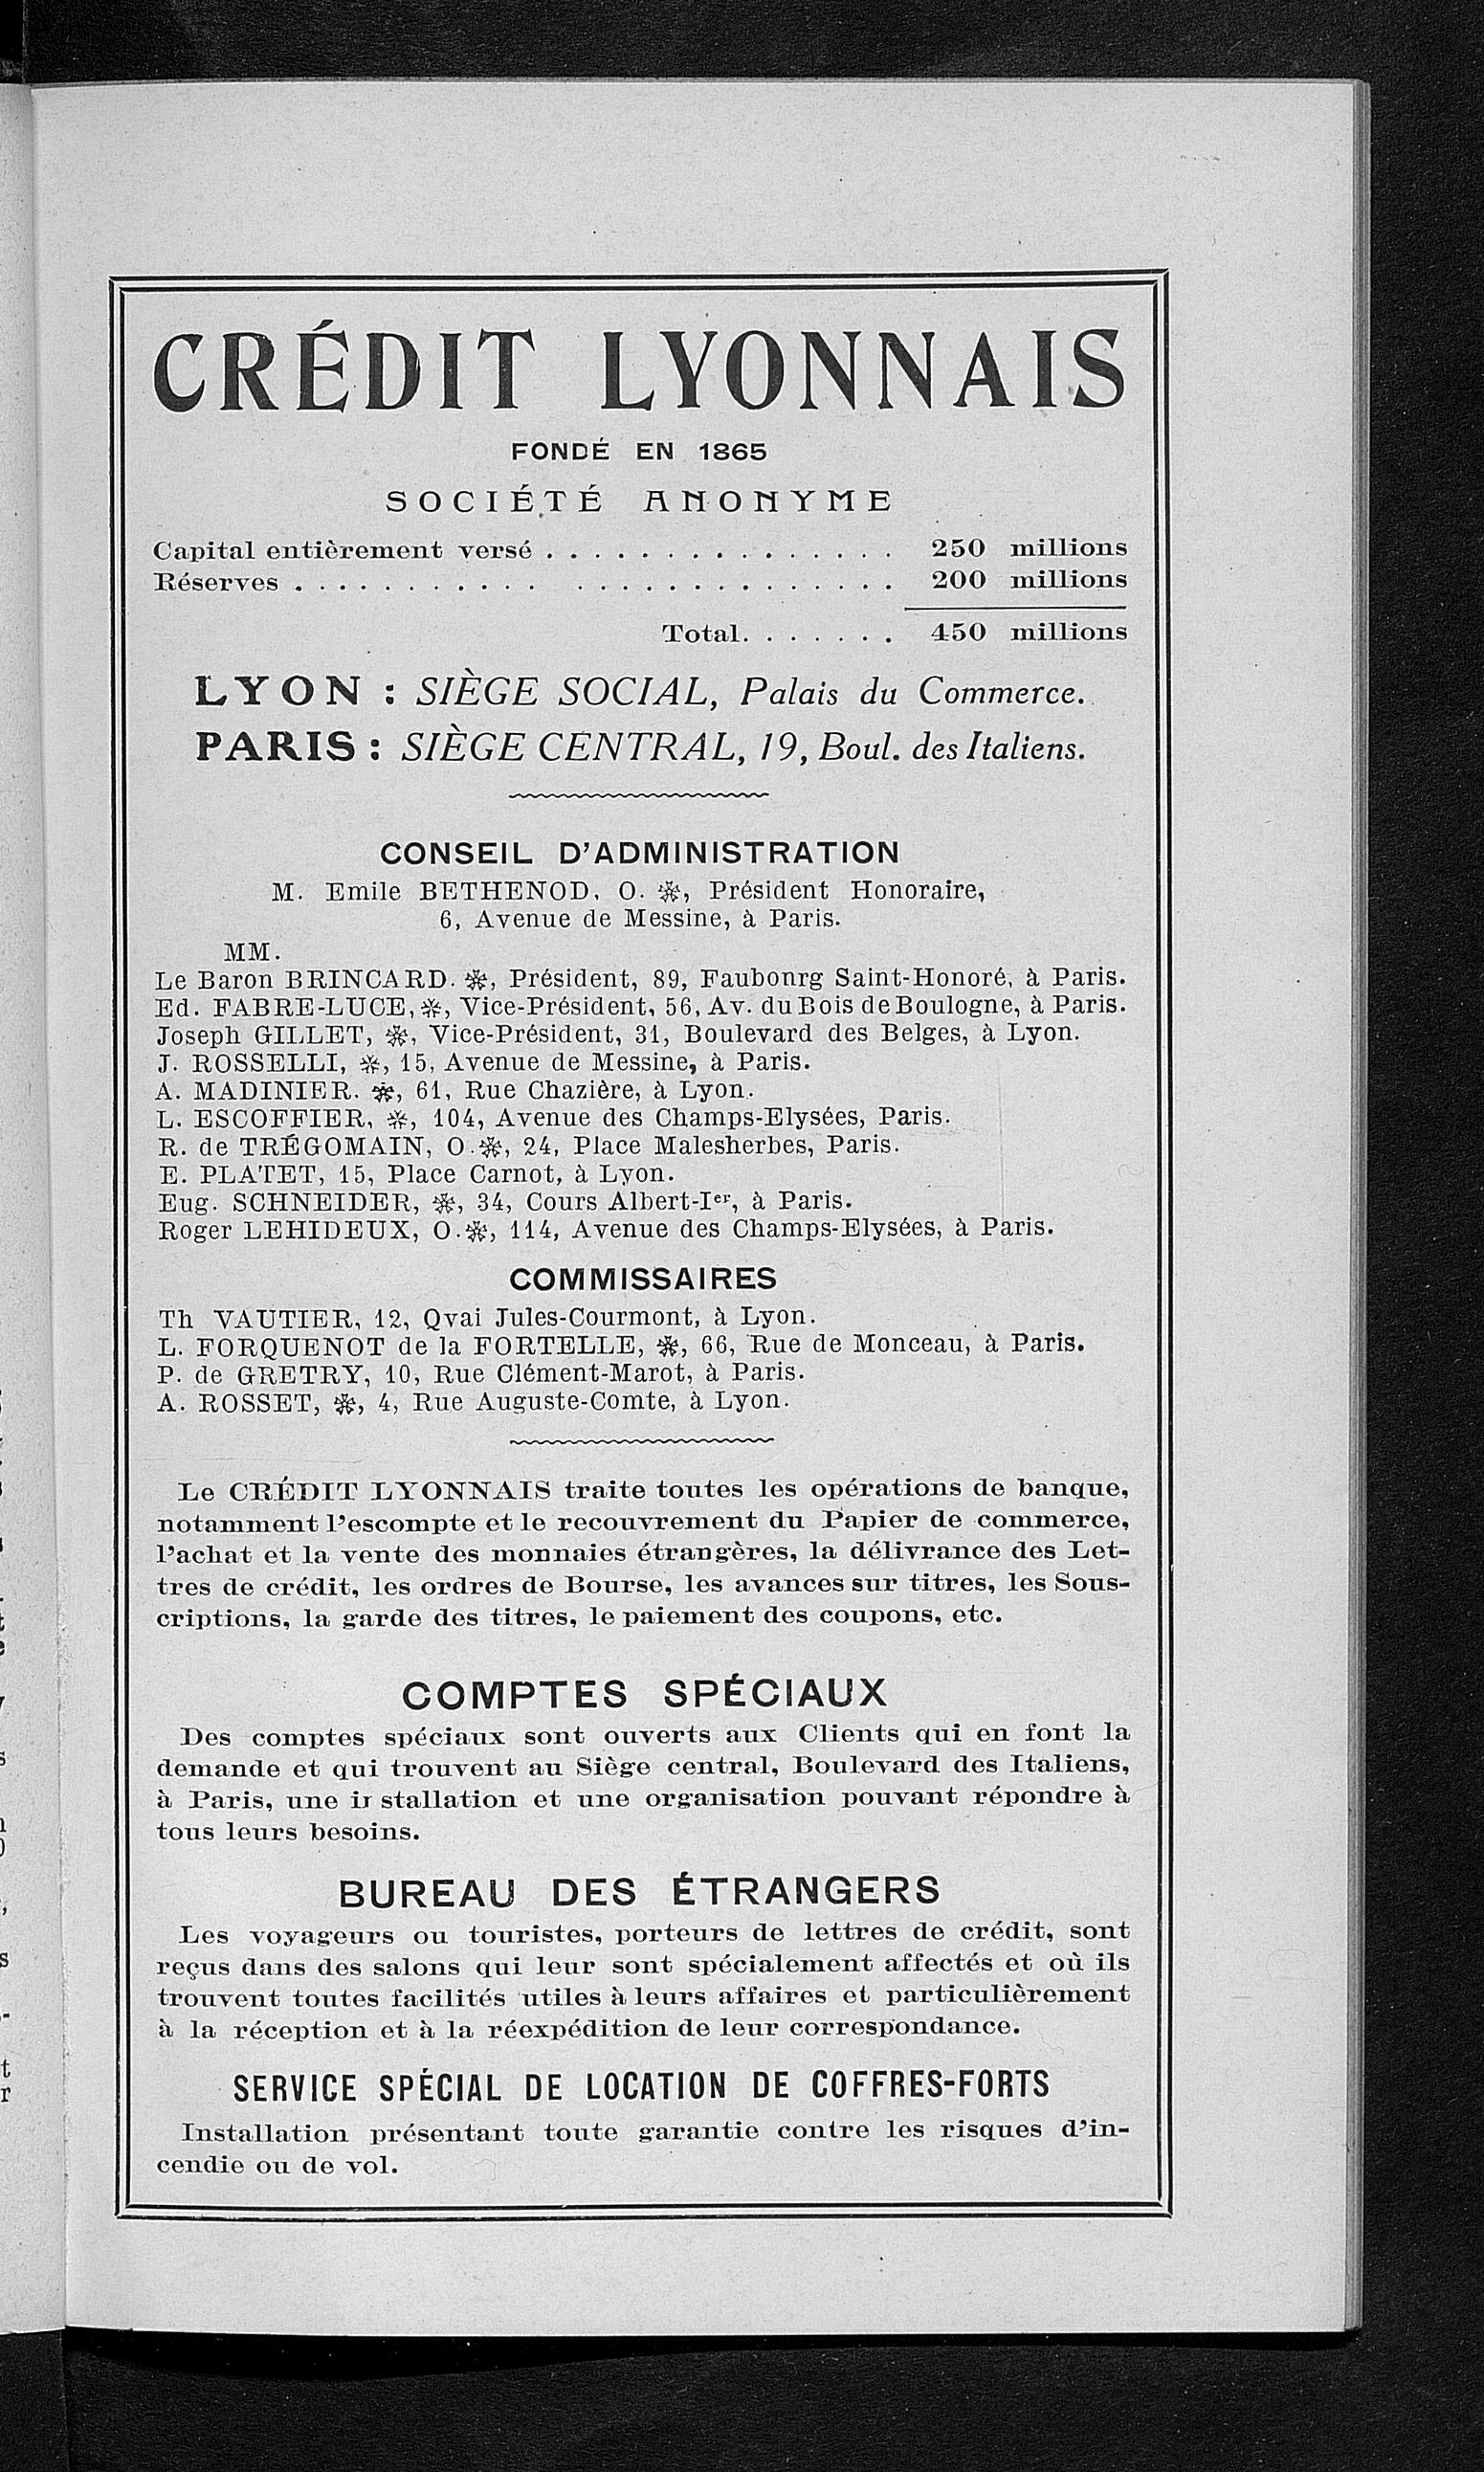 CRÉDIT LYONNAIS
FONDÉ EN 1865
SOCIÉTÉ ANONYME
Capital entièrement versé . . . . . . . . . . . . . . . 250 millions
Réserves . . . . . . . . . . . . . . . . . . . . . . . . . 200 millions
Total. . . . . . . 450 millions
LYON : SIÈGE SOCIAL, Palais du Commerce.
PARIS : SIÈGE CENTRAL, 19, Boul. des Italiens.
CONSEIL D'ADMINISTRATION
M. Emile BETHENOD, O. ❋, Président Honoraire,
6, Avenue de Messine, à Paris.
MM.
Le Baron BRINCARD. ❋, Président, 89, Faubonrg Saint-Honoré, à Paris.
Ed. FABRE-LUCE, ❋, Vice-Président, 56, Av. du Bois de Boulogne, à Paris.
Joseph GILLET, ❋, Vice-Président, 31, Boulevard des Belges, à Lyon.
J. ROSSELLI, ❋, 15, Avenue de Messine, à Paris.
A. MADINIER. ❋, 61, Rue Chazière, à Lyon.
L. ESCOFFIER, ❋, 104, Avenue des Champs-Elysées, Paris.
R. de TRÉGOMAIN, O. ❋, 24, Place Malesherbes, Paris.
E. PLATET, 15, Place Carnot, à Lyon.
Eug. SCHNEIDER, ❋, 34, Cours Albert-Ier, à Paris.
Roger LEHIDEUX, O. ❋, 114, Avenue des Champs-Elysées, à Paris.
COMMISSAIRES
Th VAUTIER, 12, Qvai Jules-Courmont, à Lyon.
L. FORQUENOT de la FORTELLE, ❋, 66, Rue de Monceau, à Paris.
P. de GRETRY, 10, Rue Clément-Marot, à Paris.
A. ROSSET, ❋, 4, Rue Auguste-Comte, à Lyon.
Le CRÉDIT LYONNAIS traite toutes les opérations de banque,
notamment l'escompte et le recouvrement du Papier de commerce,
l'achat et la vente des monnaies étrangères, la délivrance des Let-
tres de crédit, les ordres de Bourse, les avances sur titres, les Sous-
criptions, la garde des titres, le paiement des coupons, etc.
COMPTES SPÉCIAUX
Des comptes spéciaux sont ouverts aux Clients qui en font la
demande et qui trouvent au Siège central, Boulevard des Italiens,
à Paris, une installation et une organisation pouvant répondre à
tous leurs besoins.
BUREAU DES ÉTRANGERS
Les voyageurs ou touristes, porteurs de lettres de crédit, sont
reçus dans des salons qui leur sont spécialement affectés et où ils
trouvent toutes facilités utiles à leurs affaires et particulièrement
à la réception et à la réexpédition de leur correspondance.
SERVICE SPÉCIAL DE LOCATION DE COFFRES-FORTS
Installation présentant toute garantie contre les risques d'in-
cendie ou de vol.